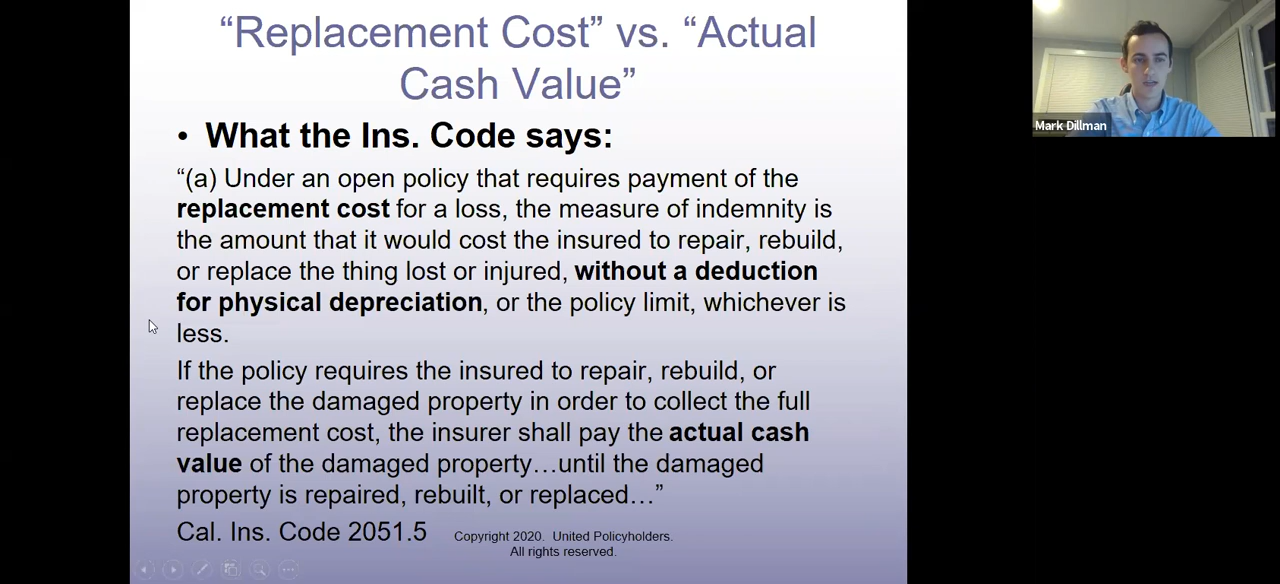 “Replacement Cost” vs. “Actual
Cash Value”
• What the Ins. Code says:
“(a) Under an open policy that requires payment of the
replacement cost for a loss, the measure of indemnity is
the amount that it would cost the insured to repair, rebuild,
or replace the thing lost or injured, without a deduction
for physical depreciation, or the policy limit, whichever is
less.
If the policy requires the insured to repair, rebuild, or
replace the damaged property in order to collect the full
replacement cost, the insurer shall pay the actual cash
value of the damaged property…until the damaged
property is repaired, rebuilt, or replaced…”
Cal. Ins. Code 2051.5
Copyright 2020. United Policyholders.
All rights reserved.
Mark Dillman